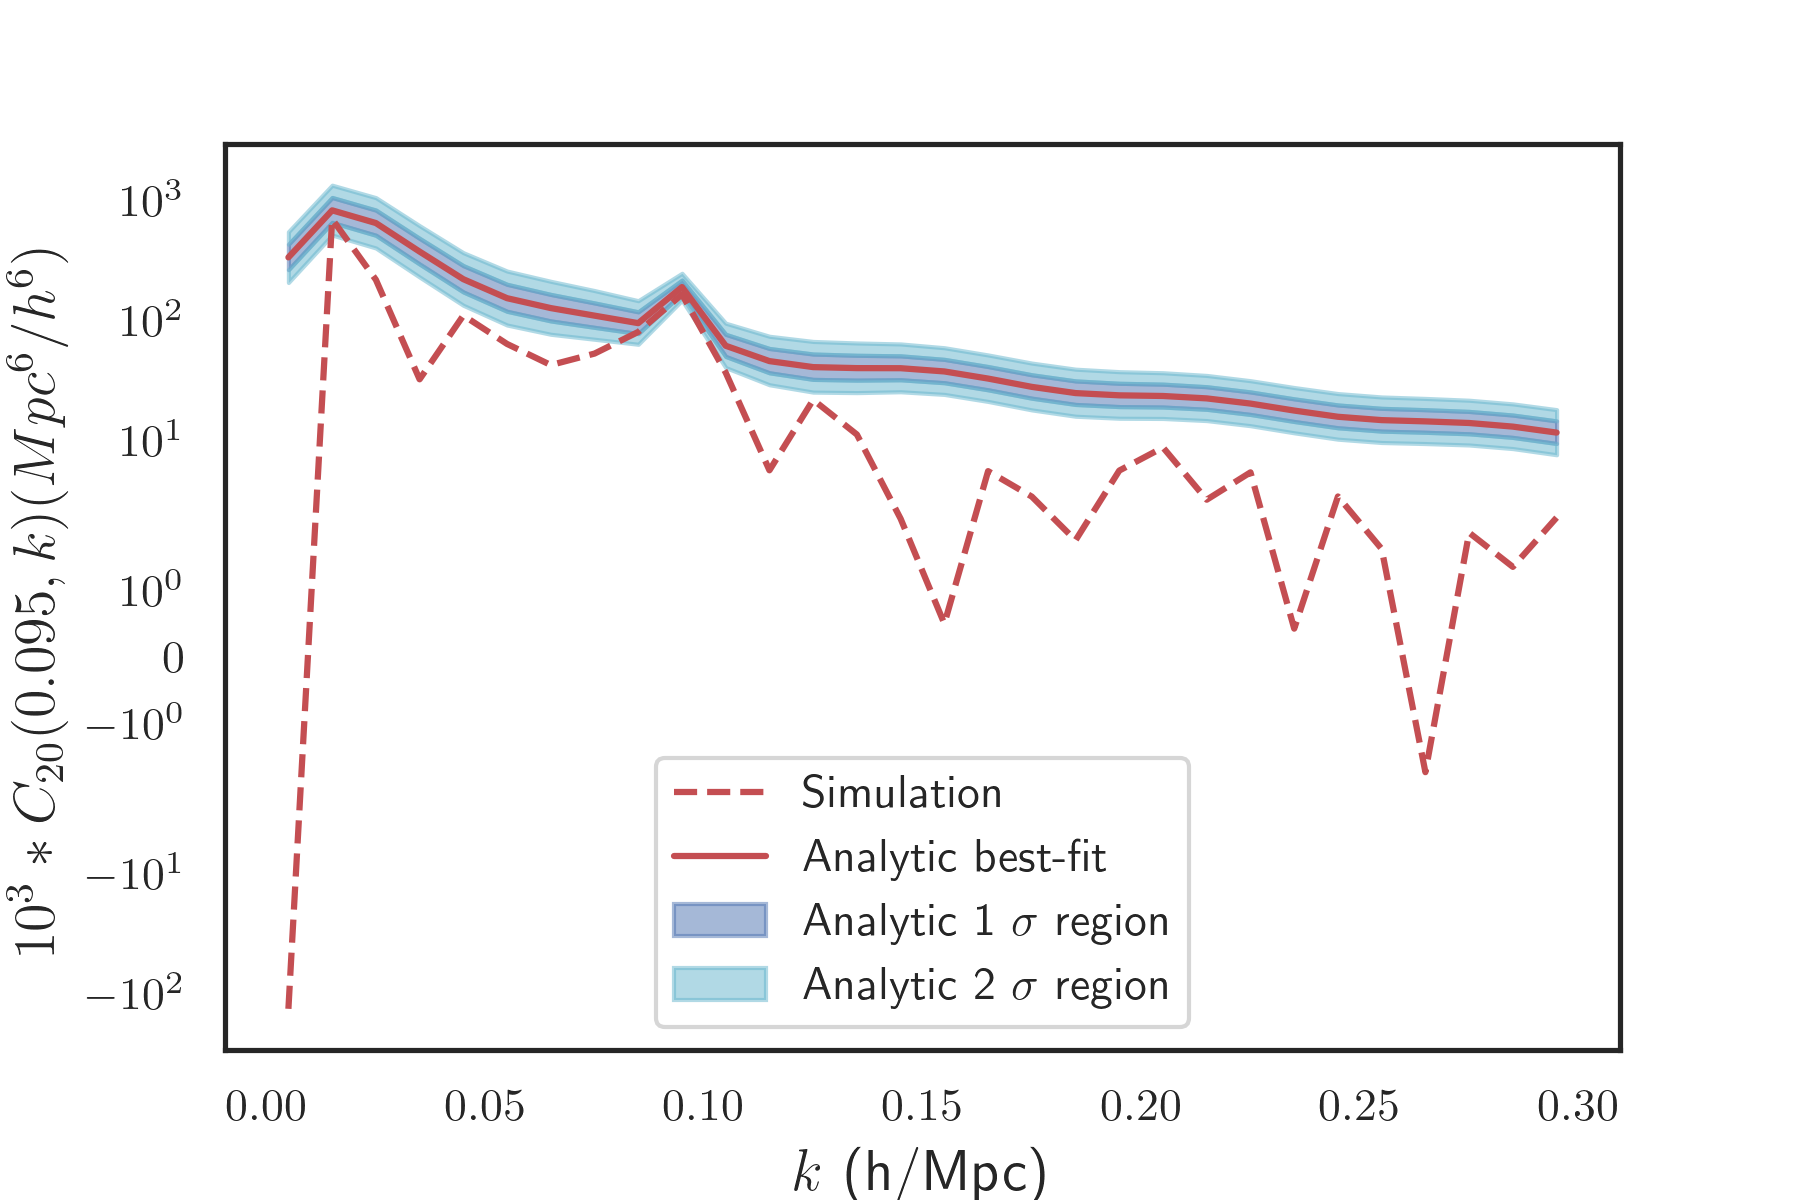 10³
10²
10¹
10⁰
0
−10⁰
−10¹
−10²
10³ ∗ C₂₀(0.095, k)(Mpc⁶/h⁶)
Simulation
Analytic best-fit
Analytic 1 σ region
Analytic 2 σ region
0.00 0.05 0.10 0.15 0.20 0.25 0.30
k (h/Mpc)